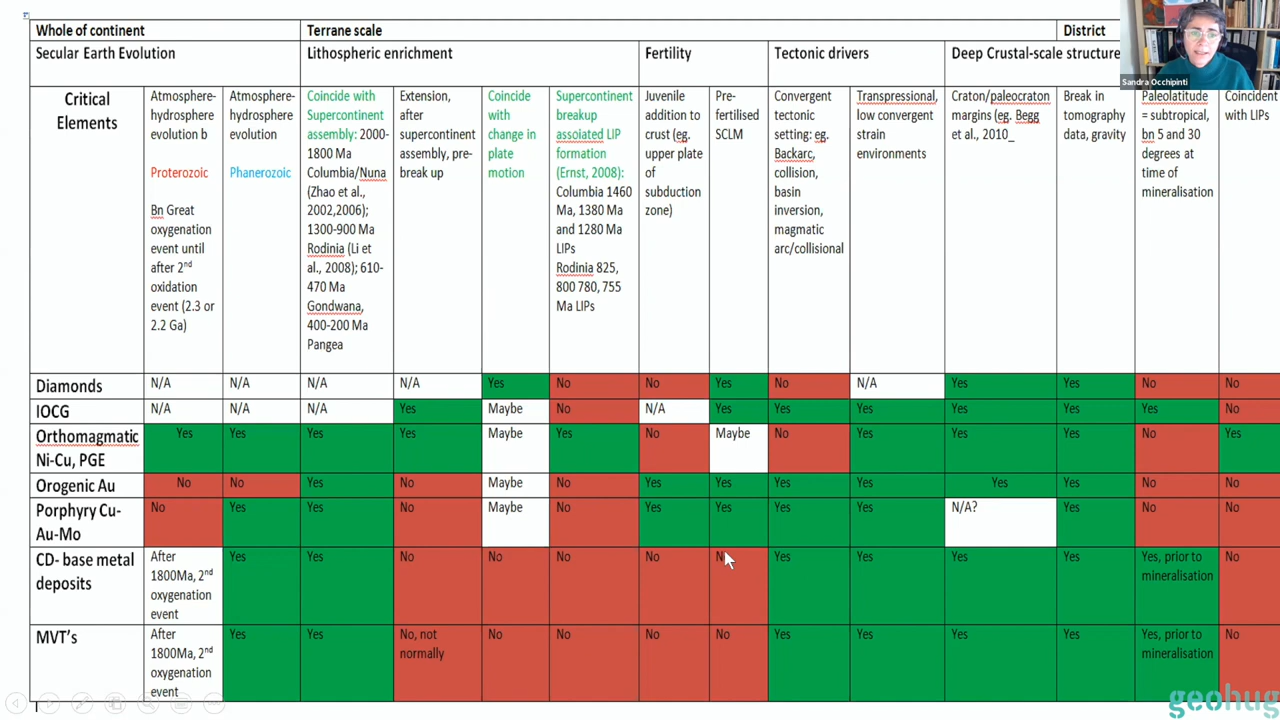 Whole of continent
Terrane scale
District
Secular Earth Evolution
Lithospheric enrichment
Fertility
Tectonic drivers
Deep Crustal-scale structure
Sandra Occhipinti
Critical
Elements
Atmosphere-
hydrosphere
evolution b
Proterozoic
Bn Great
oxygenation
event until
after 2nd
oxidation
event (2.3 or
2.2 Ga)
Atmosphere-
hydrosphere
evolution
Phanerozoic
Coincide with
Supercontinent
assembly: 2000-
1800 Ma
Columbia/Nuna
(Zhao et al.,
2002,2006);
1300-900 Ma
Rodinia (Li et
al., 2008); 610-
470 Ma
Gondwana,
400-200 Ma
Pangea
Extension,
after
supercontinent
assembly, pre-
break up
Coincide
with
change in
plate
motion
Supercontinent
breakup
assoiated LIP
formation
(Ernst, 2008):
Columbia 1460
Ma, 1380 Ma
and 1280 Ma
LIPs
Rodinia 825,
800 780, 755
Ma LIPs
Juvenile
addition to
crust (eg.
upper plate
of
subduction
zone)
Pre-
fertilised
SCLM
Convergent
tectonic
setting: eg.
Backarc,
collision,
basin
inversion,
magmatic
arc/collisional
Transpressional,
low convergent
strain
environments
Craton/paleocraton
margins (eg. Begg
et al., 2010_
Break in
tomography
data, gravity
Paleolatitude
= subtropical,
bn 5 and 30
degrees at
time of
mineralisation
Coincident
with LIPs
Diamonds
N/A
N/A
N/A
N/A
Yes
No
No
Yes
No
N/A
Yes
Yes
No
No
IOCG
N/A
N/A
N/A
Yes
Maybe
No
N/A
Yes
Yes
Yes
Yes
Yes
Yes
No
Orthomagmatic
Ni-Cu, PGE
Yes
Yes
Yes
Yes
Maybe
Yes
No
Maybe
No
Yes
Yes
Yes
No
Yes
Orogenic Au
No
No
Yes
No
Maybe
No
Yes
Yes
Yes
Yes
Yes
Yes
No
No
Porphyry Cu-
Au-Mo
No
Yes
Yes
No
Maybe
No
Yes
Yes
Yes
Yes
N/A?
Yes
No
No
CD- base metal
deposits
After
1800Ma, 2nd
oxygenation
event
Yes
Yes
No
No
No
No
No
Yes
Yes
Yes
Yes
Yes, prior to
mineralisation
No
MVT's
After
1800Ma, 2nd
oxygenation
event
Yes
Yes
No, not
normally
No
No
No
No
Yes
Yes
Yes
Yes
Yes, prior to
mineralisation
No
geohug